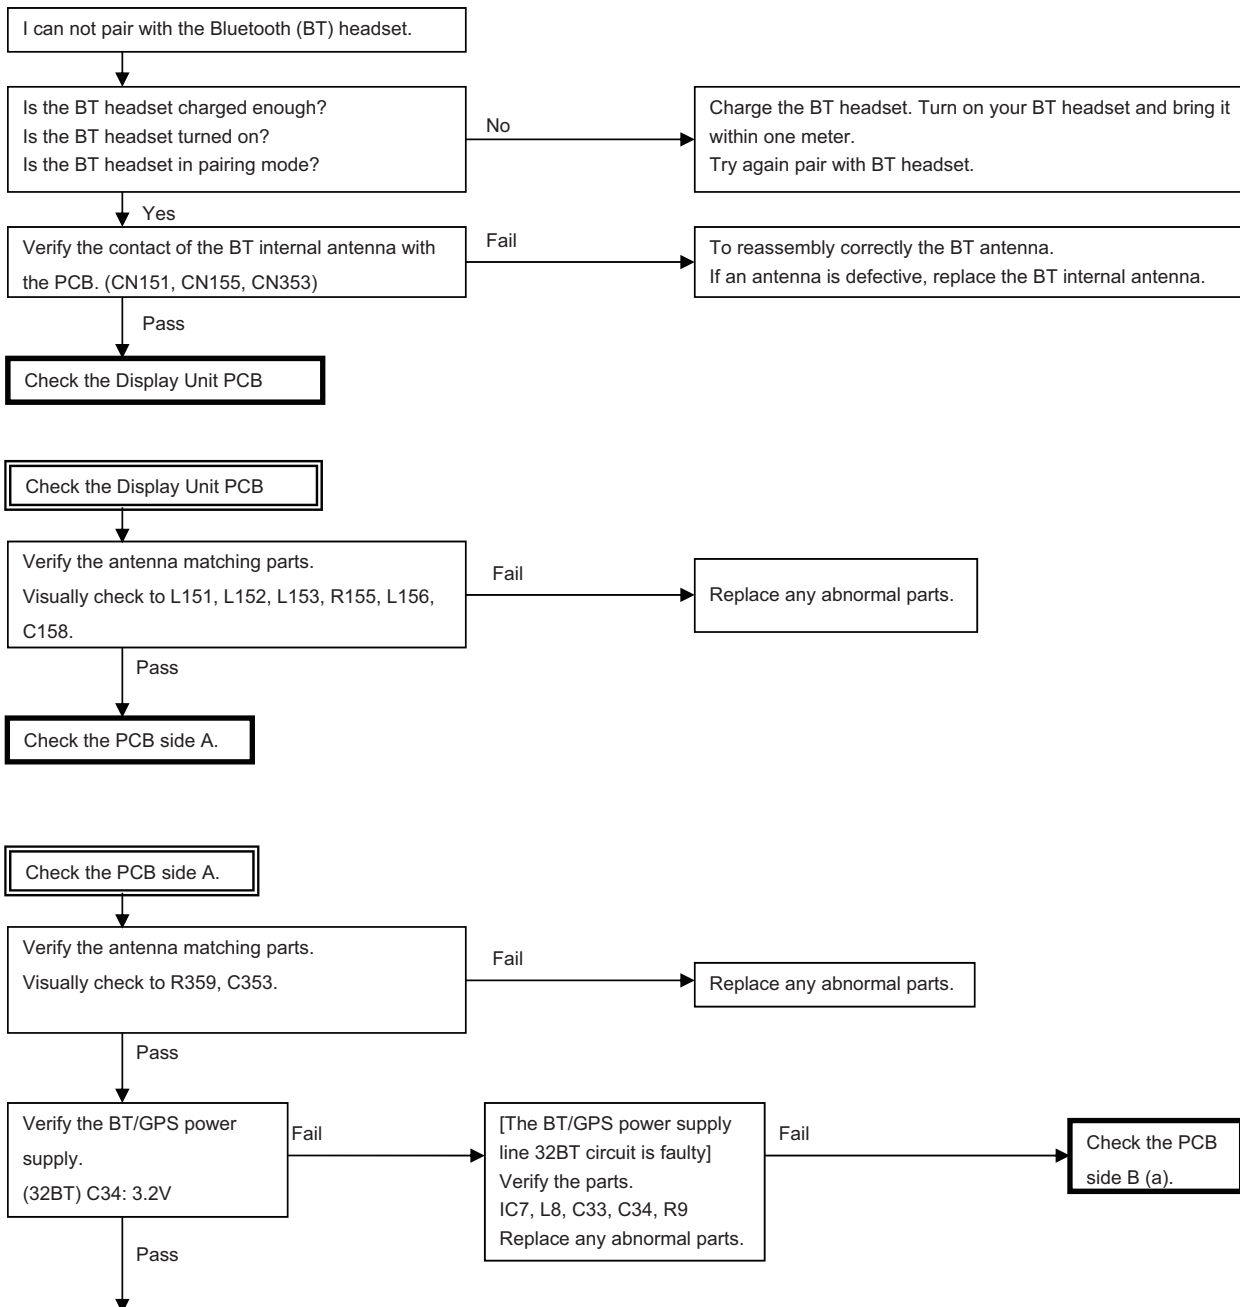 I can not pair with the Bluetooth (BT) headset.
Is the BT headset charged enough?
Is the BT headset turned on?
Is the BT headset in pairing mode?
No
Charge the BT headset. Turn on your BT headset and bring it
within one meter.
Try again pair with BT headset.
Yes
Verify the contact of the BT internal antenna with
the PCB. (CN151, CN155, CN353)
Fail
To reassembly correctly the BT antenna.
If an antenna is defective, replace the BT internal antenna.
Pass
Check the Display Unit PCB
Check the Display Unit PCB
Verify the antenna matching parts.
Visually check to L151, L152, L153, R155, L156,
C158.
Fail
Replace any abnormal parts.
Pass
Check the PCB side A.
Check the PCB side A.
Verify the antenna matching parts.
Visually check to R359, C353.
Fail
Replace any abnormal parts.
Pass
Verify the BT/GPS power
supply.
(32BT) C34: 3.2V
Fail
[The BT/GPS power supply
line 32BT circuit is faulty]
Verify the parts.
IC7, L8, C33, C34, R9
Replace any abnormal parts.
Fail
Check the PCB
side B (a).
Pass